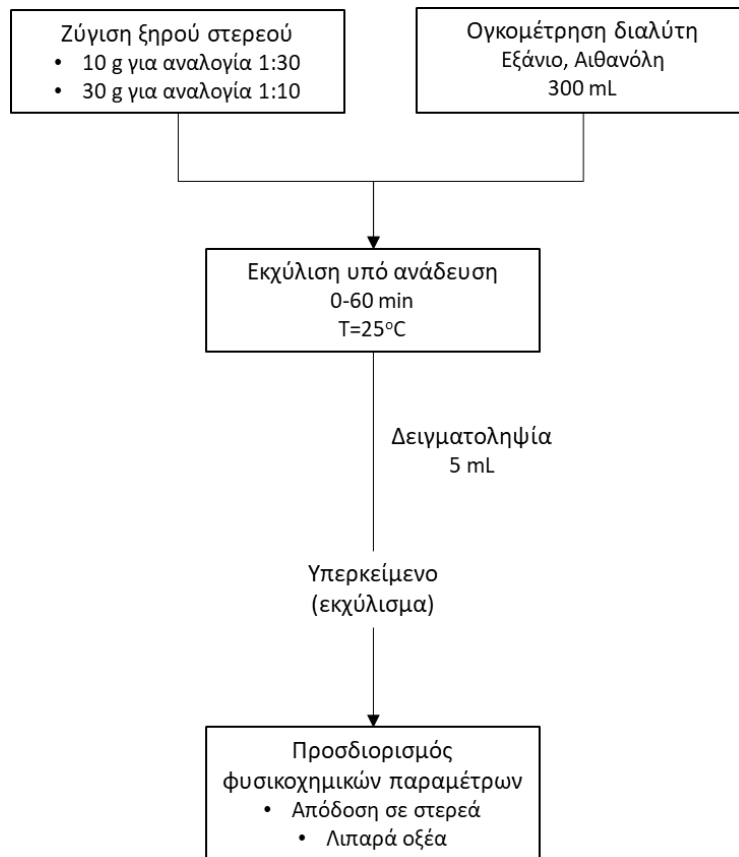 Ζύγιση ξηρού στερεού
• 10 g για αναλογία 1:30
• 30 g για αναλογία 1:10
Ογκομέτρηση διαλύτη
Εξάνιο, Αιθανόλη
300 mL
Εκχύλιση υπό ανάδευση
0-60 min
T=25°C
Δειγματοληψία
5 mL
Υπερκείμενο
(εκχύλισμα)
Προσδιορισμός
φυσικοχημικών παραμέτρων
• Απόδοση σε στερεά
• Λιπαρά οξέα